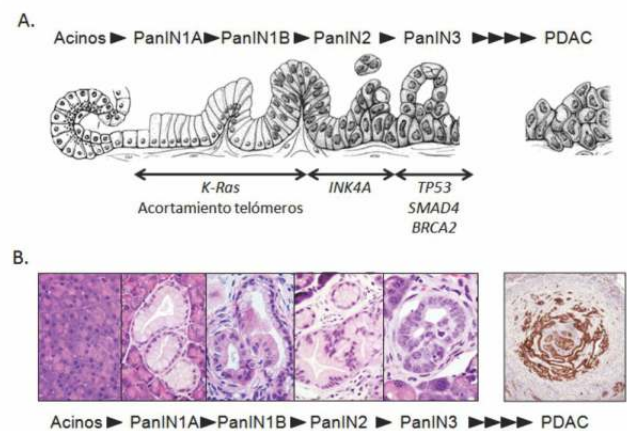 A.
Acinos ► PanIN1A ► PanIN1B ► PanIN2 ► PanIN3 ►►►► PDAC
K-Ras INK4A TP53
Acortamiento telómeros SMAD4
BRCA2
B.
Acinos ► PanIN1A ► PanIN1B ► PanIN2 ► PanIN3 ►►►► PDAC